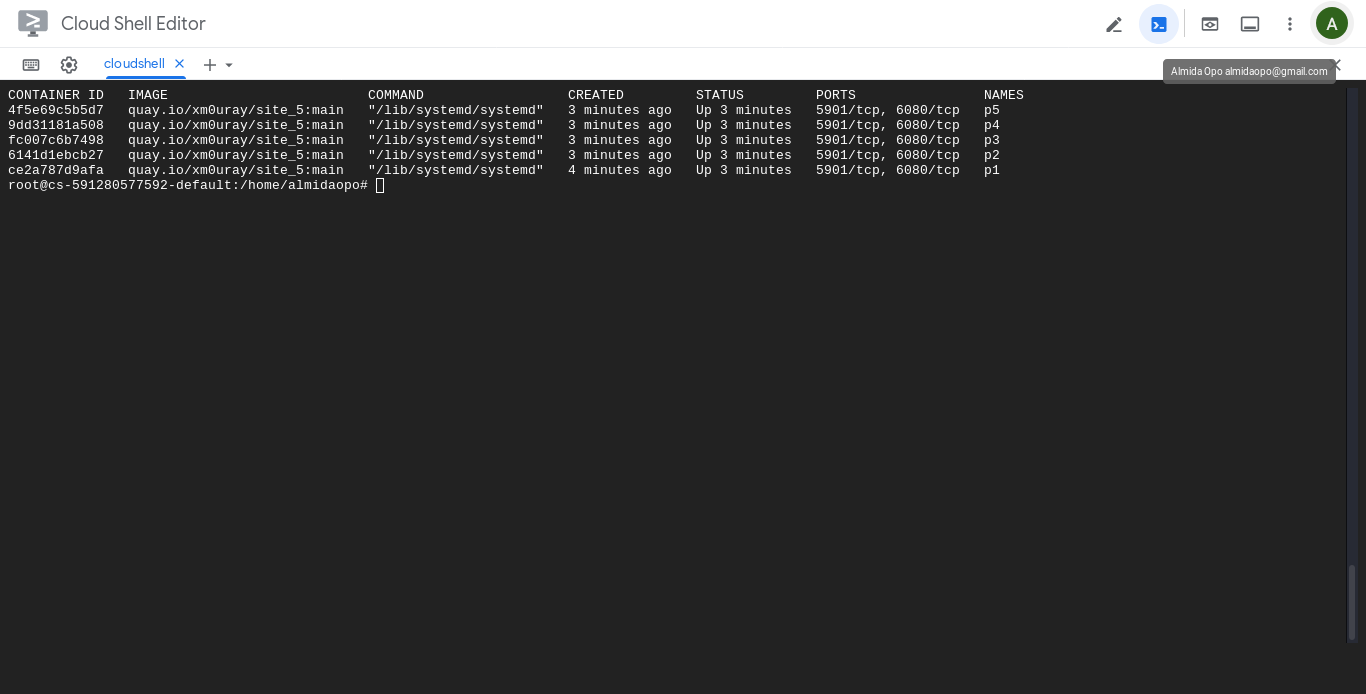 Cloud Shell Editor
A
cloudshell
Almida Opo almidaopo@gmail.com
CONTAINER ID   IMAGE                         COMMAND                  CREATED         STATUS         PORTS                NAMES
4f5e69c5b5d7   quay.io/xm0uray/site_5:main   "/lib/systemd/systemd"   3 minutes ago   Up 3 minutes   5901/tcp, 6080/tcp   p5
9dd31181a508   quay.io/xm0uray/site_5:main   "/lib/systemd/systemd"   3 minutes ago   Up 3 minutes   5901/tcp, 6080/tcp   p4
fc007c6b7498   quay.io/xm0uray/site_5:main   "/lib/systemd/systemd"   3 minutes ago   Up 3 minutes   5901/tcp, 6080/tcp   p3
6141d1ebcb27   quay.io/xm0uray/site_5:main   "/lib/systemd/systemd"   3 minutes ago   Up 3 minutes   5901/tcp, 6080/tcp   p2
ce2a787d9afa   quay.io/xm0uray/site_5:main   "/lib/systemd/systemd"   4 minutes ago   Up 3 minutes   5901/tcp, 6080/tcp   p1
root@cs-591280577592-default:/home/almidaopo#